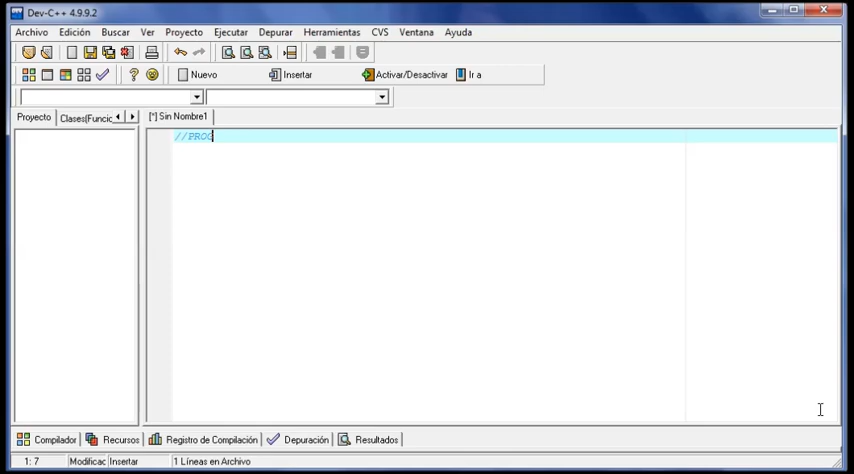 Dev-C++ 4.9.9.2
Archivo Edición Buscar Ver Proyecto Ejecutar Depurar Herramientas CVS Ventana Ayuda
Nuevo Insertar Activar/Desactivar Ir a
Proyecto Clases(Funcio [*] Sin Nombre1
//PROG
Compilador Recursos Registro de Compilación Depuración Resultados
1: 7 Modificac Insertar 1 Líneas en Archivo